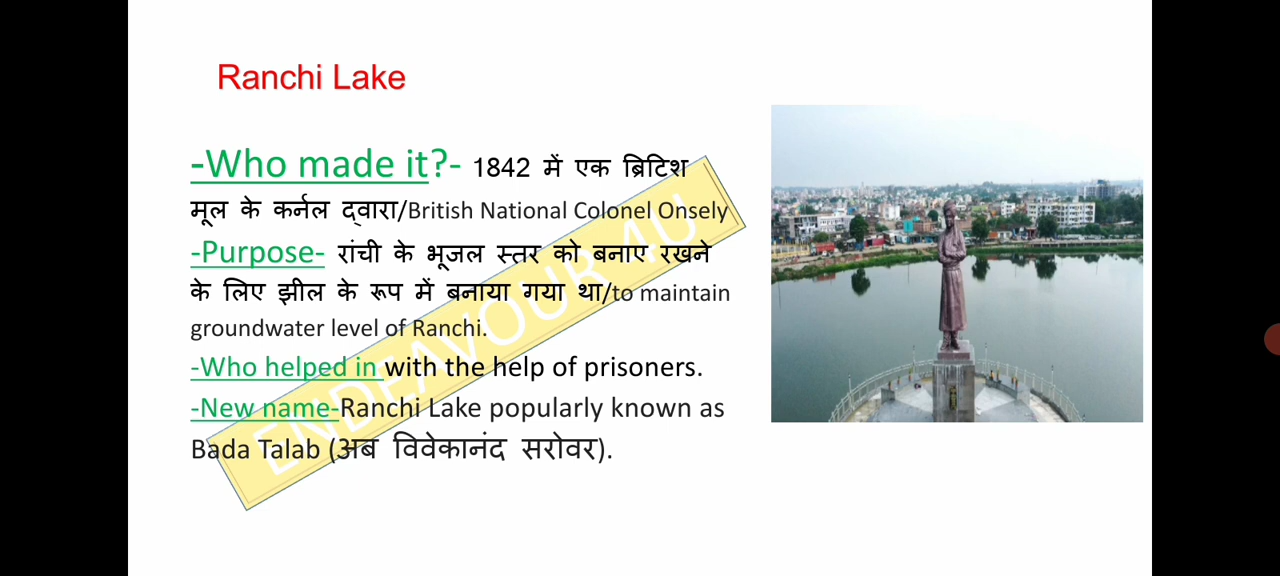 Ranchi Lake
-Who made it?- 1842 में एक ब्रिटिश
मूल के कर्नल द्वारा/British National Colonel Onsely
-Purpose- रांची के भूजल स्तर को बनाए रखने
के लिए झील के रूप में बनाया गया था/to maintain
groundwater level of Ranchi.
-Who helped in with the help of prisoners.
-New name-Ranchi Lake popularly known as
Bada Talab (अब विवेकानंद सरोवर).
ENDEAVOUR 4U